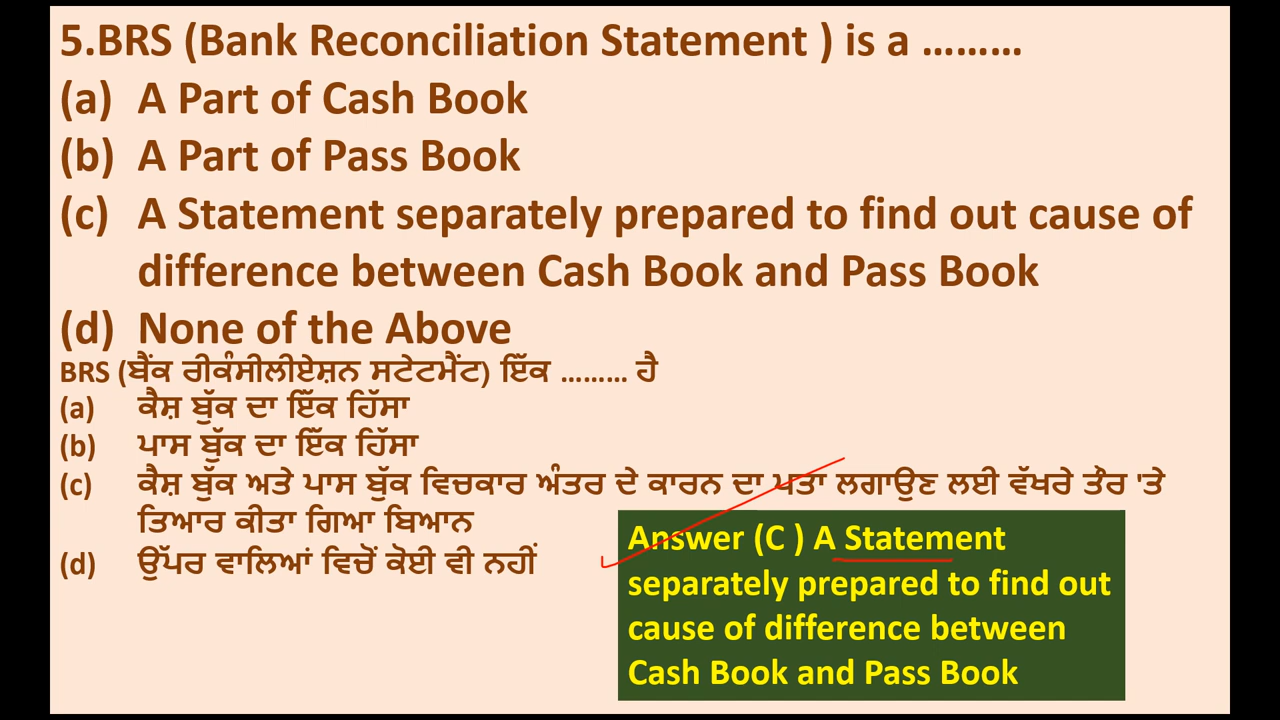 5.BRS (Bank Reconciliation Statement ) is a ………
(a) A Part of Cash Book
(b) A Part of Pass Book
(c) A Statement separately prepared to find out cause of
difference between Cash Book and Pass Book
(d) None of the Above
BRS (ਬੈਂਕ ਰੀਕੰਸੀਲੀਏਸ਼ਨ ਸਟੇਟਮੈਂਟ) ਇੱਕ ……… ਹੈ
(a) ਕੈਸ਼ ਬੁੱਕ ਦਾ ਇੱਕ ਹਿੱਸਾ
(b) ਪਾਸ ਬੁੱਕ ਦਾ ਇੱਕ ਹਿੱਸਾ
(c) ਕੈਸ਼ ਬੁੱਕ ਅਤੇ ਪਾਸ ਬੁੱਕ ਵਿਚਕਾਰ ਅੰਤਰ ਦੇ ਕਾਰਨ ਦਾ ਪਤਾ ਲਗਾਉਣ ਲਈ ਵੱਖਰੇ ਤੌਰ 'ਤੇ
ਤਿਆਰ ਕੀਤਾ ਗਿਆ ਬਿਆਨ
(d) ਉੱਪਰ ਵਾਲਿਆਂ ਵਿਚੋਂ ਕੋਈ ਵੀ ਨਹੀਂ
Answer (C ) A Statement
separately prepared to find out
cause of difference between
Cash Book and Pass Book